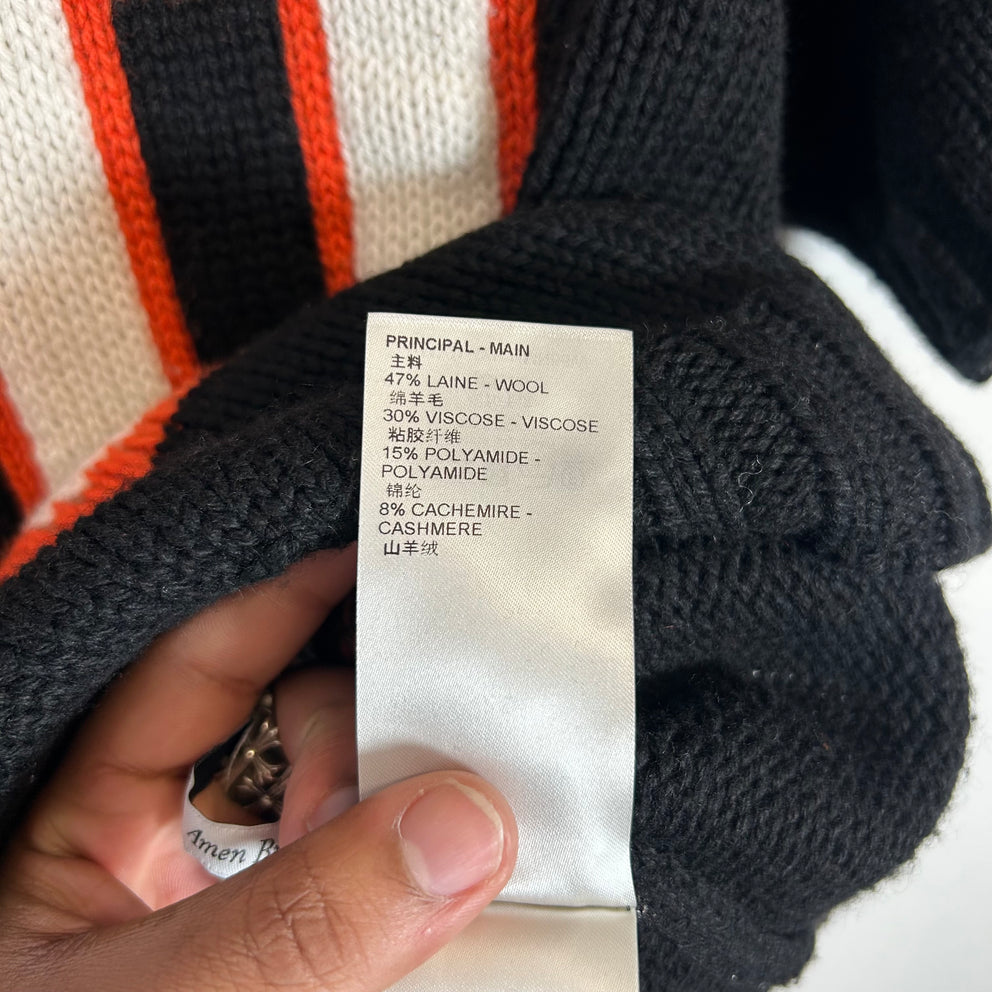 PRINCIPAL - MAIN
主料
47% LAINE - WOOL
绵羊毛
30% VISCOSE - VISCOSE
粘胶纤维
15% POLYAMIDE -
POLYAMIDE
锦纶
8% CACHEMIRE -
CASHMERE
山羊绒
Amen